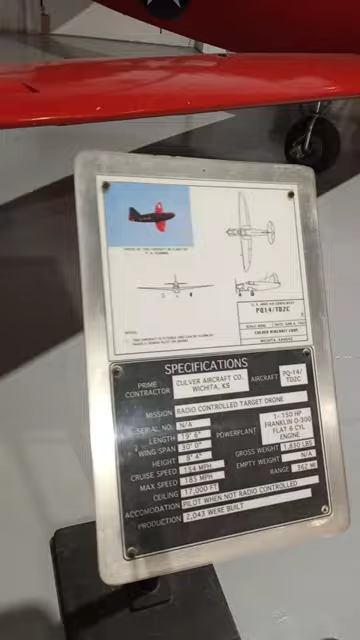 PQ14/TD2C
CULVER AIRCRAFT CORP.
WICHITA, KANSAS
SPECIFICATIONS
PRIME CONTRACTOR CULVER AIRCRAFT CO. WICHITA, KS AIRCRAFT PQ-14/ TD2C
MISSION RADIO CONTROLLED TARGET DRONE
SERIAL NO. N/A
LENGTH 19' 6" POWERPLANT 1- 150 HP FRANKLIN O-300 FLAT 6 CYL ENGINE
WING SPAN 30' 0"
HEIGHT 8' 4" GROSS WEIGHT 1,830 LBS
CRUISE SPEED 154 MPH EMPTY WEIGHT N/A
MAX SPEED 185 MPH RANGE 362 MI
CEILING 17,000 FT
ACCOMODATION PILOT WHEN NOT RADIO CONTROLLED
PRODUCTION 2,043 WERE BUILT